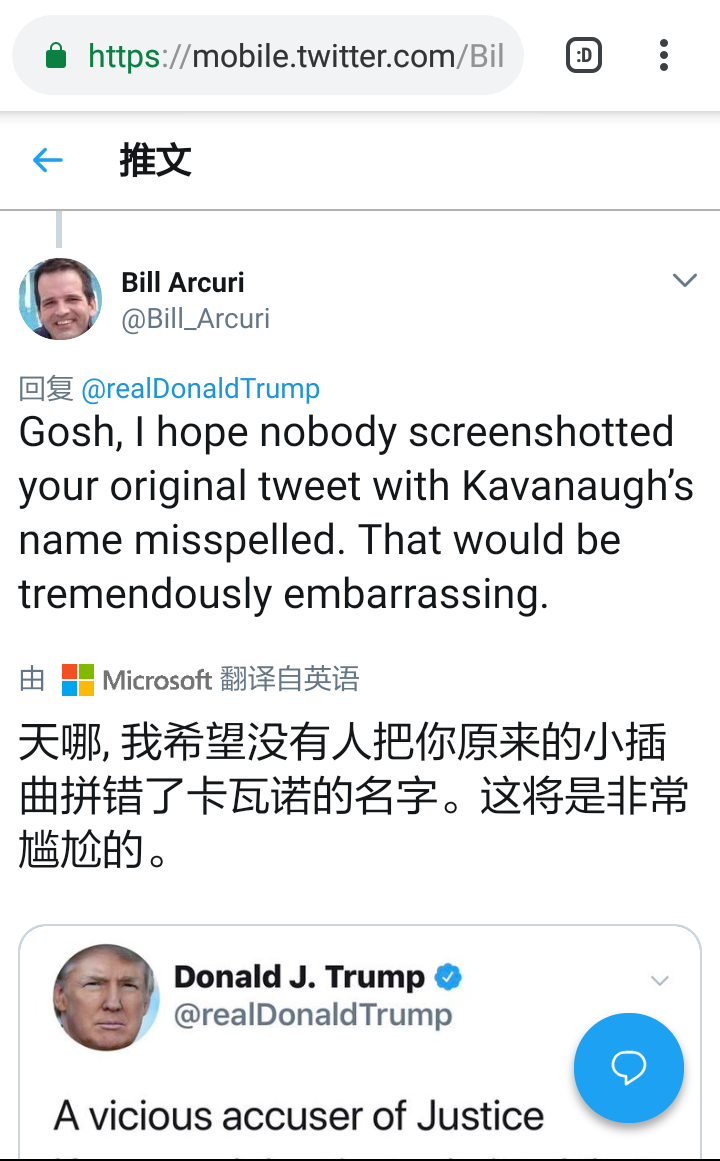 https://mobile.twitter.com/Bil
:D
推文
Bill Arcuri
@Bill_Arcuri
回复 @realDonaldTrump
Gosh, I hope nobody screenshotted
your original tweet with Kavanaugh’s
name misspelled. That would be
tremendously embarrassing.
由 Microsoft 翻译自英语
天哪, 我希望没有人把你原来的小插
曲拼错了卡瓦诺的名字。这将是非常
尴尬的。
Donald J. Trump
@realDonaldTrump
A vicious accuser of Justice